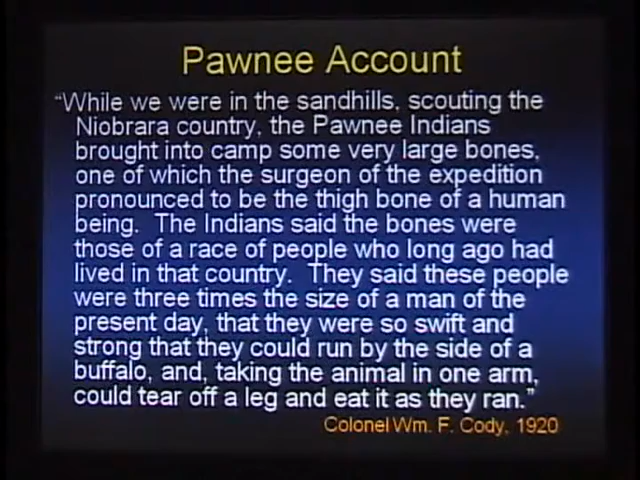 Pawnee Account
“While we were in the sandhills, scouting the
Niobrara country, the Pawnee Indians
brought into camp some very large bones,
one of which the surgeon of the expedition
pronounced to be the thigh bone of a human
being.  The Indians said the bones were
those of a race of people who long ago had
lived in that country.  They said these people
were three times the size of a man of the
present day, that they were so swift and
strong that they could run by the side of a
buffalo, and, taking the animal in one arm,
could tear off a leg and eat it as they ran.”
Colonel Wm. F. Cody, 1920